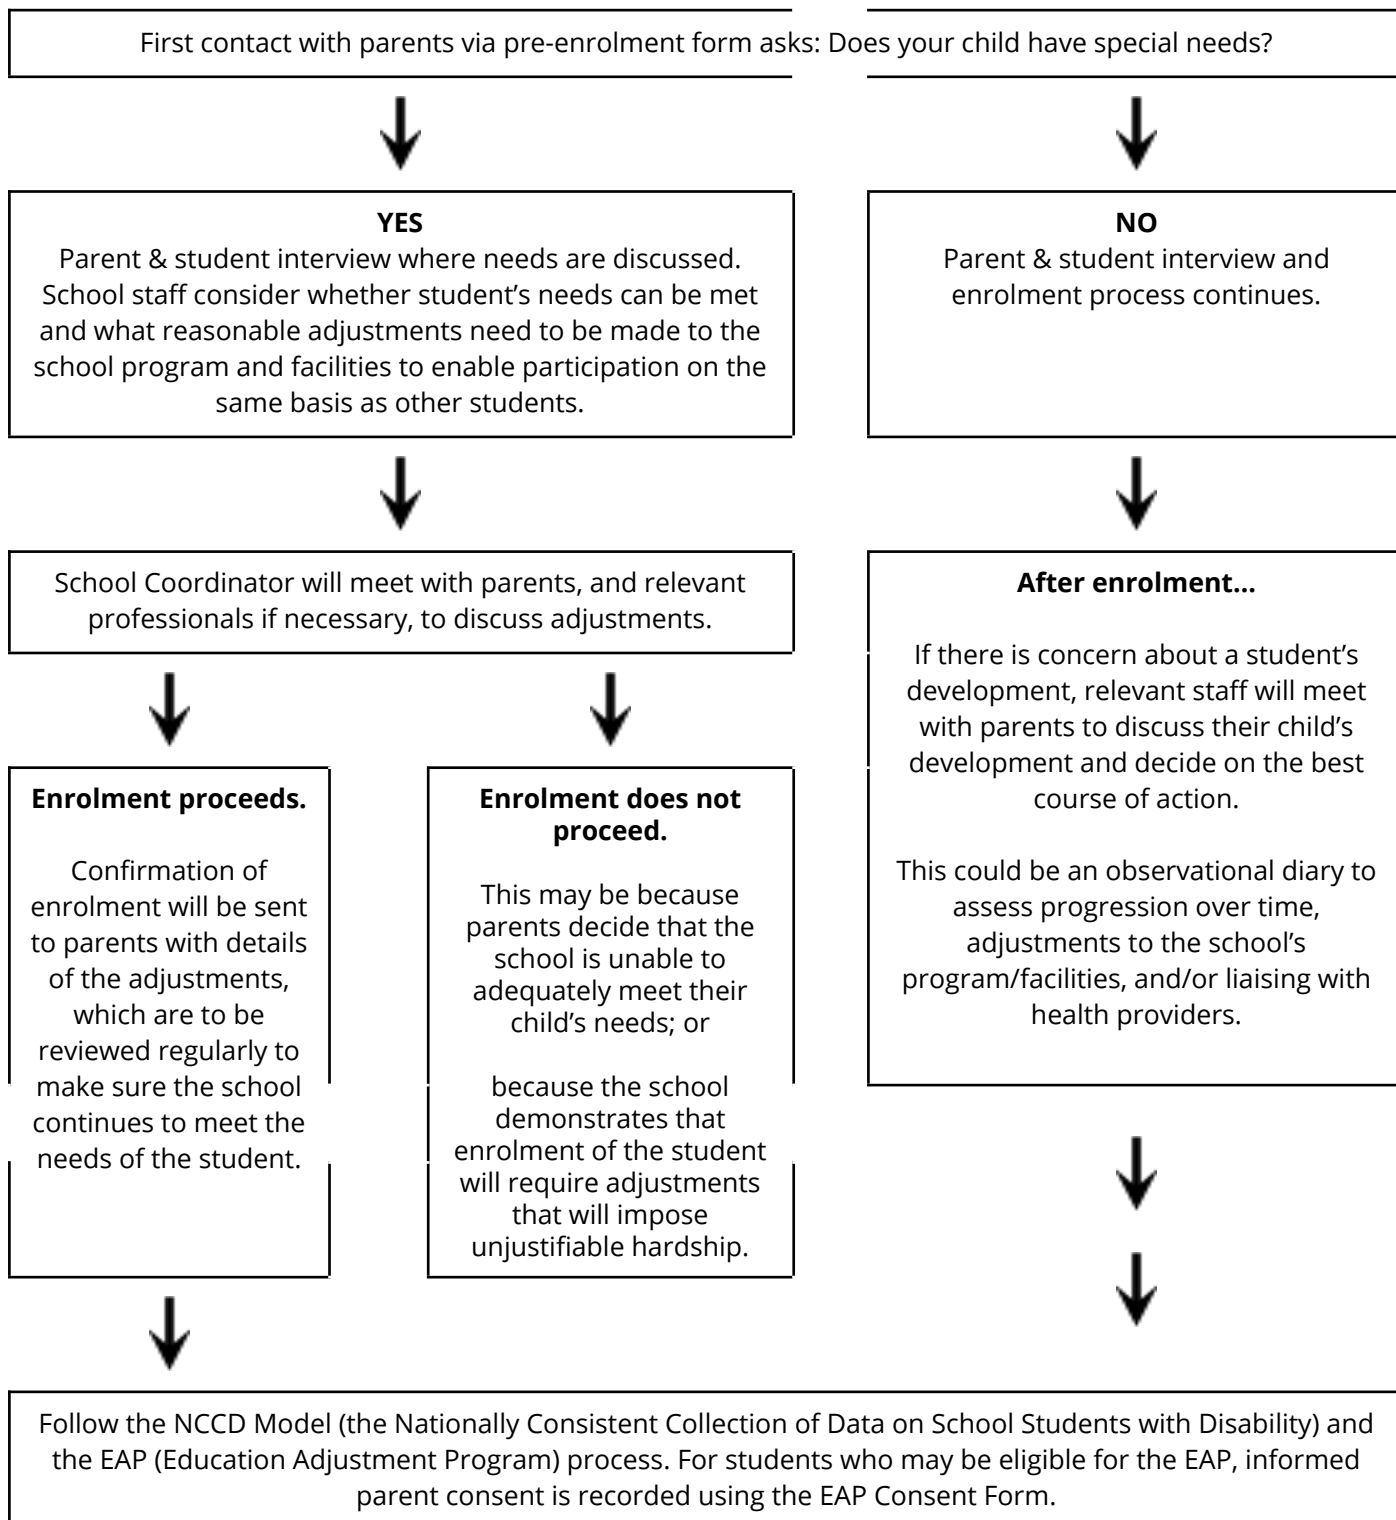 First contact with parents via pre-enrolment form asks: Does your child have special needs?
YES
Parent & student interview where needs are discussed.
School staff consider whether student’s needs can be met
and what reasonable adjustments need to be made to the
school program and facilities to enable participation on the
same basis as other students.
NO
Parent & student interview and
enrolment process continues.
School Coordinator will meet with parents, and relevant
professionals if necessary, to discuss adjustments.
Enrolment proceeds.
Confirmation of
enrolment will be sent
to parents with details
of the adjustments,
which are to be
reviewed regularly to
make sure the school
continues to meet the
needs of the student.
Enrolment does not
proceed.
This may be because
parents decide that the
school is unable to
adequately meet their
child’s needs; or
because the school
demonstrates that
enrolment of the student
will require adjustments
that will impose
unjustifiable hardship.
After enrolment...
If there is concern about a student’s
development, relevant staff will meet
with parents to discuss their child’s
development and decide on the best
course of action.
This could be an observational diary to
assess progression over time,
adjustments to the school’s
program/facilities, and/or liaising with
health providers.
Follow the NCCD Model (the Nationally Consistent Collection of Data on School Students with Disability) and
the EAP (Education Adjustment Program) process. For students who may be eligible for the EAP, informed
parent consent is recorded using the EAP Consent Form.